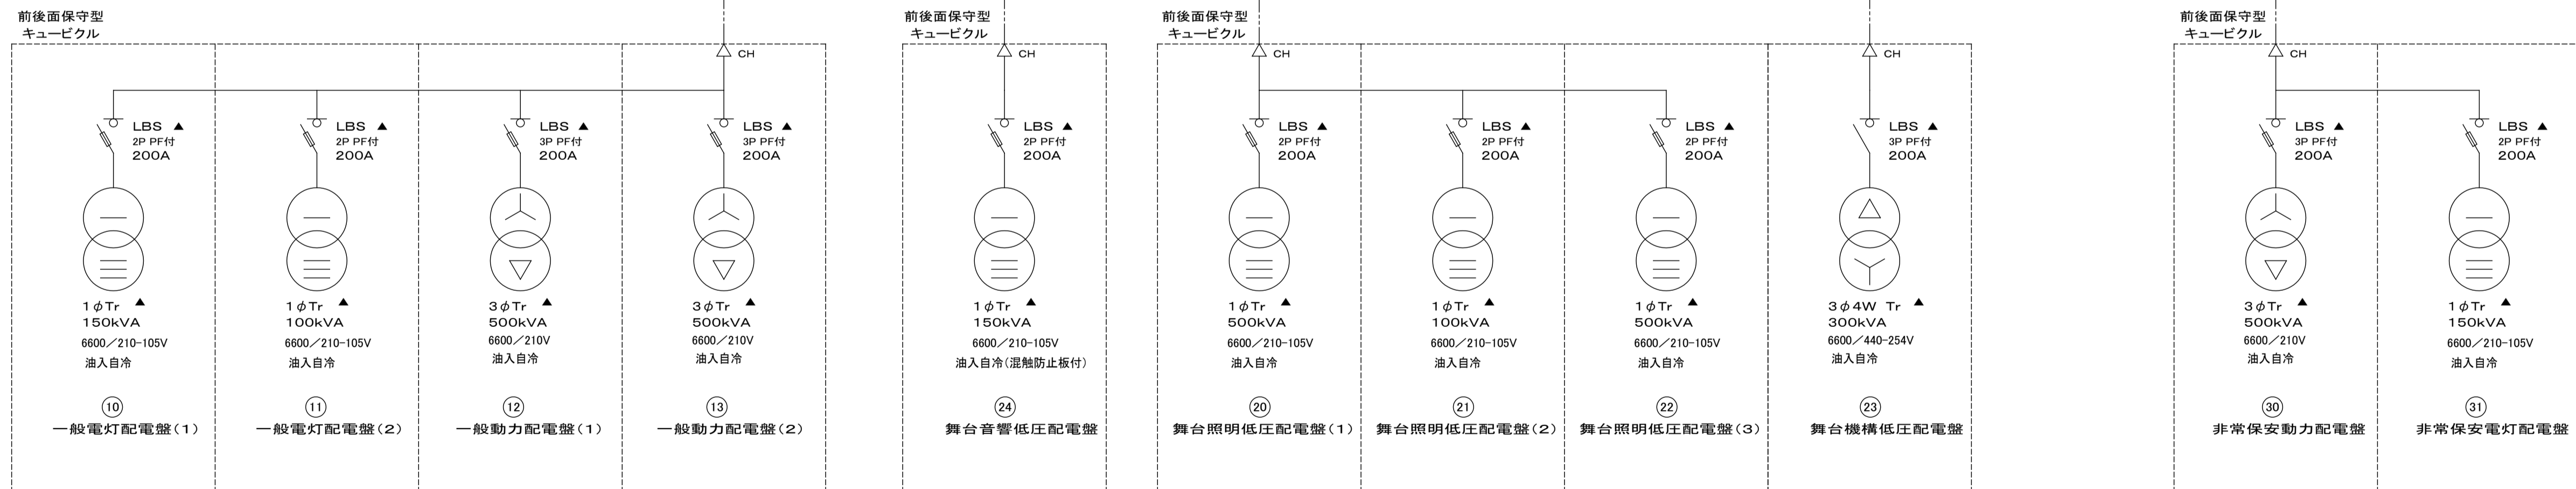 前後面保守型
キュービクル
CH
LBS ▲
2P PF付
200A
1φTr ▲
150kVA
6600／210-105V
油入自冷
⑩
一般電灯配電盤(1)
LBS ▲
2P PF付
200A
1φTr ▲
100kVA
6600／210-105V
油入自冷
⑪
一般電灯配電盤(2)
LBS ▲
3P PF付
200A
3φTr ▲
500kVA
6600／210V
油入自冷
⑫
一般動力配電盤(1)
LBS ▲
3P PF付
200A
3φTr ▲
500kVA
6600／210V
油入自冷
⑬
一般動力配電盤(2)
前後面保守型
キュービクル
CH
LBS ▲
2P PF付
200A
1φTr ▲
150kVA
6600／210-105V
油入自冷(混触防止板付)
㉔
舞台音響低圧配電盤
前後面保守型
キュービクル
CH
LBS ▲
2P PF付
200A
1φTr ▲
500kVA
6600／210-105V
油入自冷
⑳
舞台照明低圧配電盤(1)
LBS ▲
2P PF付
200A
1φTr ▲
100kVA
6600／210-105V
油入自冷
㉑
舞台照明低圧配電盤(2)
LBS ▲
2P PF付
200A
1φTr ▲
500kVA
6600／210-105V
油入自冷
㉒
舞台照明低圧配電盤(3)
CH
LBS ▲
3P PF付
200A
3φ4W Tr ▲
300kVA
6600／440-254V
油入自冷
㉓
舞台機構低圧配電盤
前後面保守型
キュービクル
CH
LBS ▲
3P PF付
200A
3φTr ▲
500kVA
6600／210V
油入自冷
㉚
非常保安動力配電盤
LBS ▲
2P PF付
200A
1φTr ▲
150kVA
6600／210-105V
油入自冷
㉛
非常保安電灯配電盤